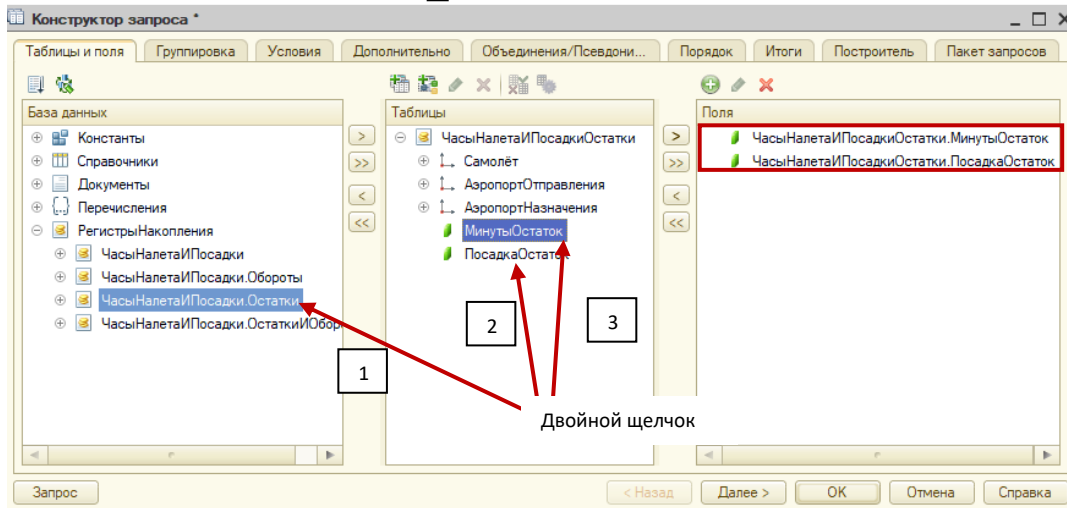 Конструктор запроса *
Таблицы и поля Группировка Условия Дополнительно Объединения/Псевдони... Порядок Итоги Построитель Пакет запросов
База данных
Константы
Справочники
Документы
Перечисления
РегистрыНакопления
ЧасыНалетаИПосадки
ЧасыНалетаИПосадки.Обороты
ЧасыНалетаИПосадки.Остатки
ЧасыНалетаИПосадки.ОстаткиИОбор
> >> < <<
Таблицы
ЧасыНалетаИПосадкиОстатки
Самолёт
АэропортОтправления
АэропортНазначения
МинутыОстаток
ПосадкаОстаток
> >> < <<
Поля
ЧасыНалетаИПосадкиОстатки.МинутыОстаток
ЧасыНалетаИПосадкиОстатки.ПосадкаОстаток
1
2
3
Двойной щелчок
Запрос < Назад Далее > OK Отмена Справка